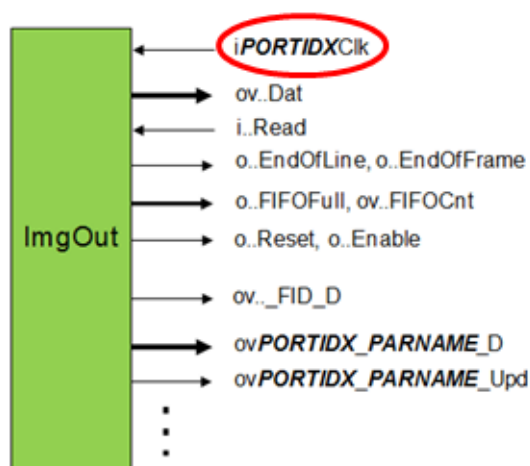 iPORTIDXClk
ov..Dat
i..Read
o..EndOfLine, o..EndOfFrame
o..FIFOFull, ov..FIFOCnt
ImgOut
o..Reset, o..Enable
ov.._FID_D
ovPORTIDX_PARNAME_D
ovPORTIDX_PARNAME_Upd